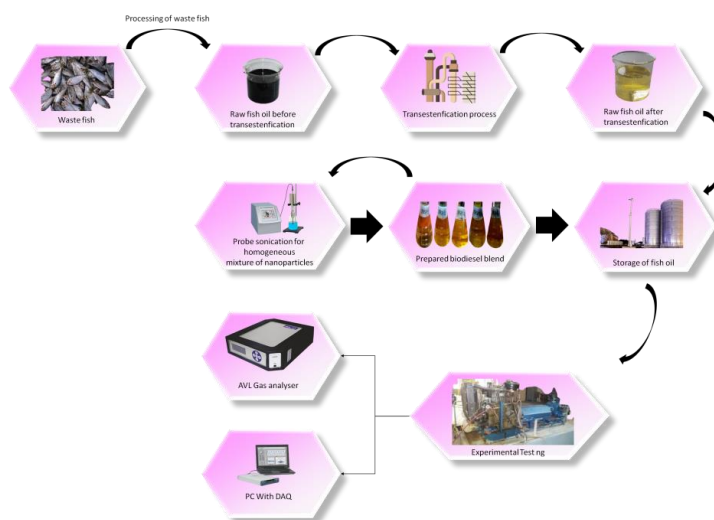 Processing of waste fish
Waste fish
Raw fish oil before
transestenfication
Transestenfication process
Raw fish oil after
transestenfication
Probe sonication for
homogeneous
mixture of nanoparticles
Prepared biodiesel blend
Storage of fish oil
AVL Gas analyser
Experimental Test ng
PC With DAQ